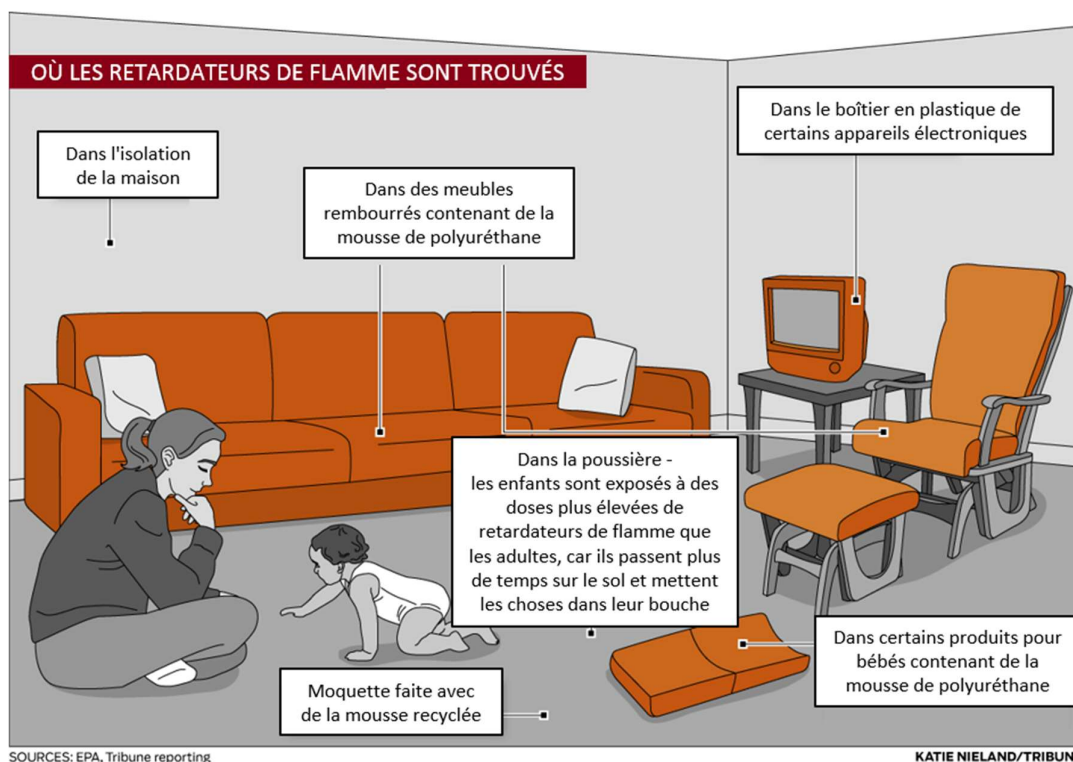 OÙ LES RETARDATEURS DE FLAMME SONT TROUVÉS
Dans l'isolation
de la maison
Dans des meubles
rembourrés contenant de la
mousse de polyuréthane
Dans le boîtier en plastique de
certains appareils électroniques
Dans la poussière -
les enfants sont exposés à des
doses plus élevées de
retardateurs de flamme que
les adultes, car ils passent plus
de temps sur le sol et mettent
les choses dans leur bouche
Dans certains produits pour
bébés contenant de la
mousse de polyuréthane
Moquette faite avec
de la mousse recyclée
SOURCES: EPA, Tribune reporting
KATIE NIELAND/TRIBUN